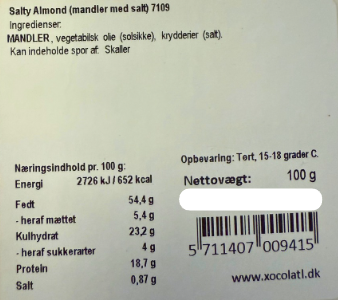 Salty Almond (mandler med salt) 7109
Ingredienser:
MANDLER, vegetabilsk olie (solsikke), krydderier (salt).
Kan indeholde spor af: Skaller
Næringsindhold pr. 100 g:
Energi 2726 kJ / 652 kcal
Fedt 54,4 g
- heraf mættet 5,4 g
Kulhydrat 23,2 g
- heraf sukkerarter 4 g
Protein 18,7 g
Salt 0,87 g
Opbevaring: Tørt, 15-18 grader C.
Nettovægt: 100 g
5 711407 009415
www.xocolatl.dk